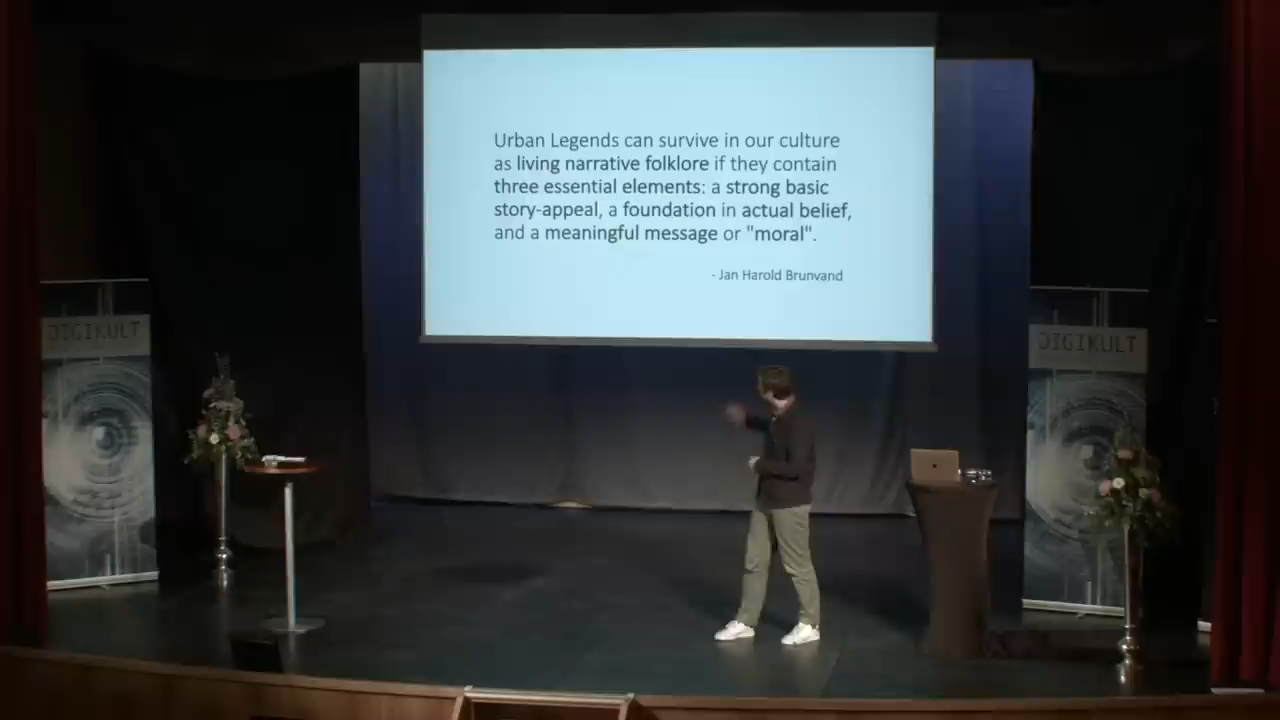 Urban Legends can survive in our culture
as living narrative folklore if they contain
three essential elements: a strong basic
story-appeal, a foundation in actual belief,
and a meaningful message or "moral".
- Jan Harold Brunvand
DIGIKULT
DIGIKULT